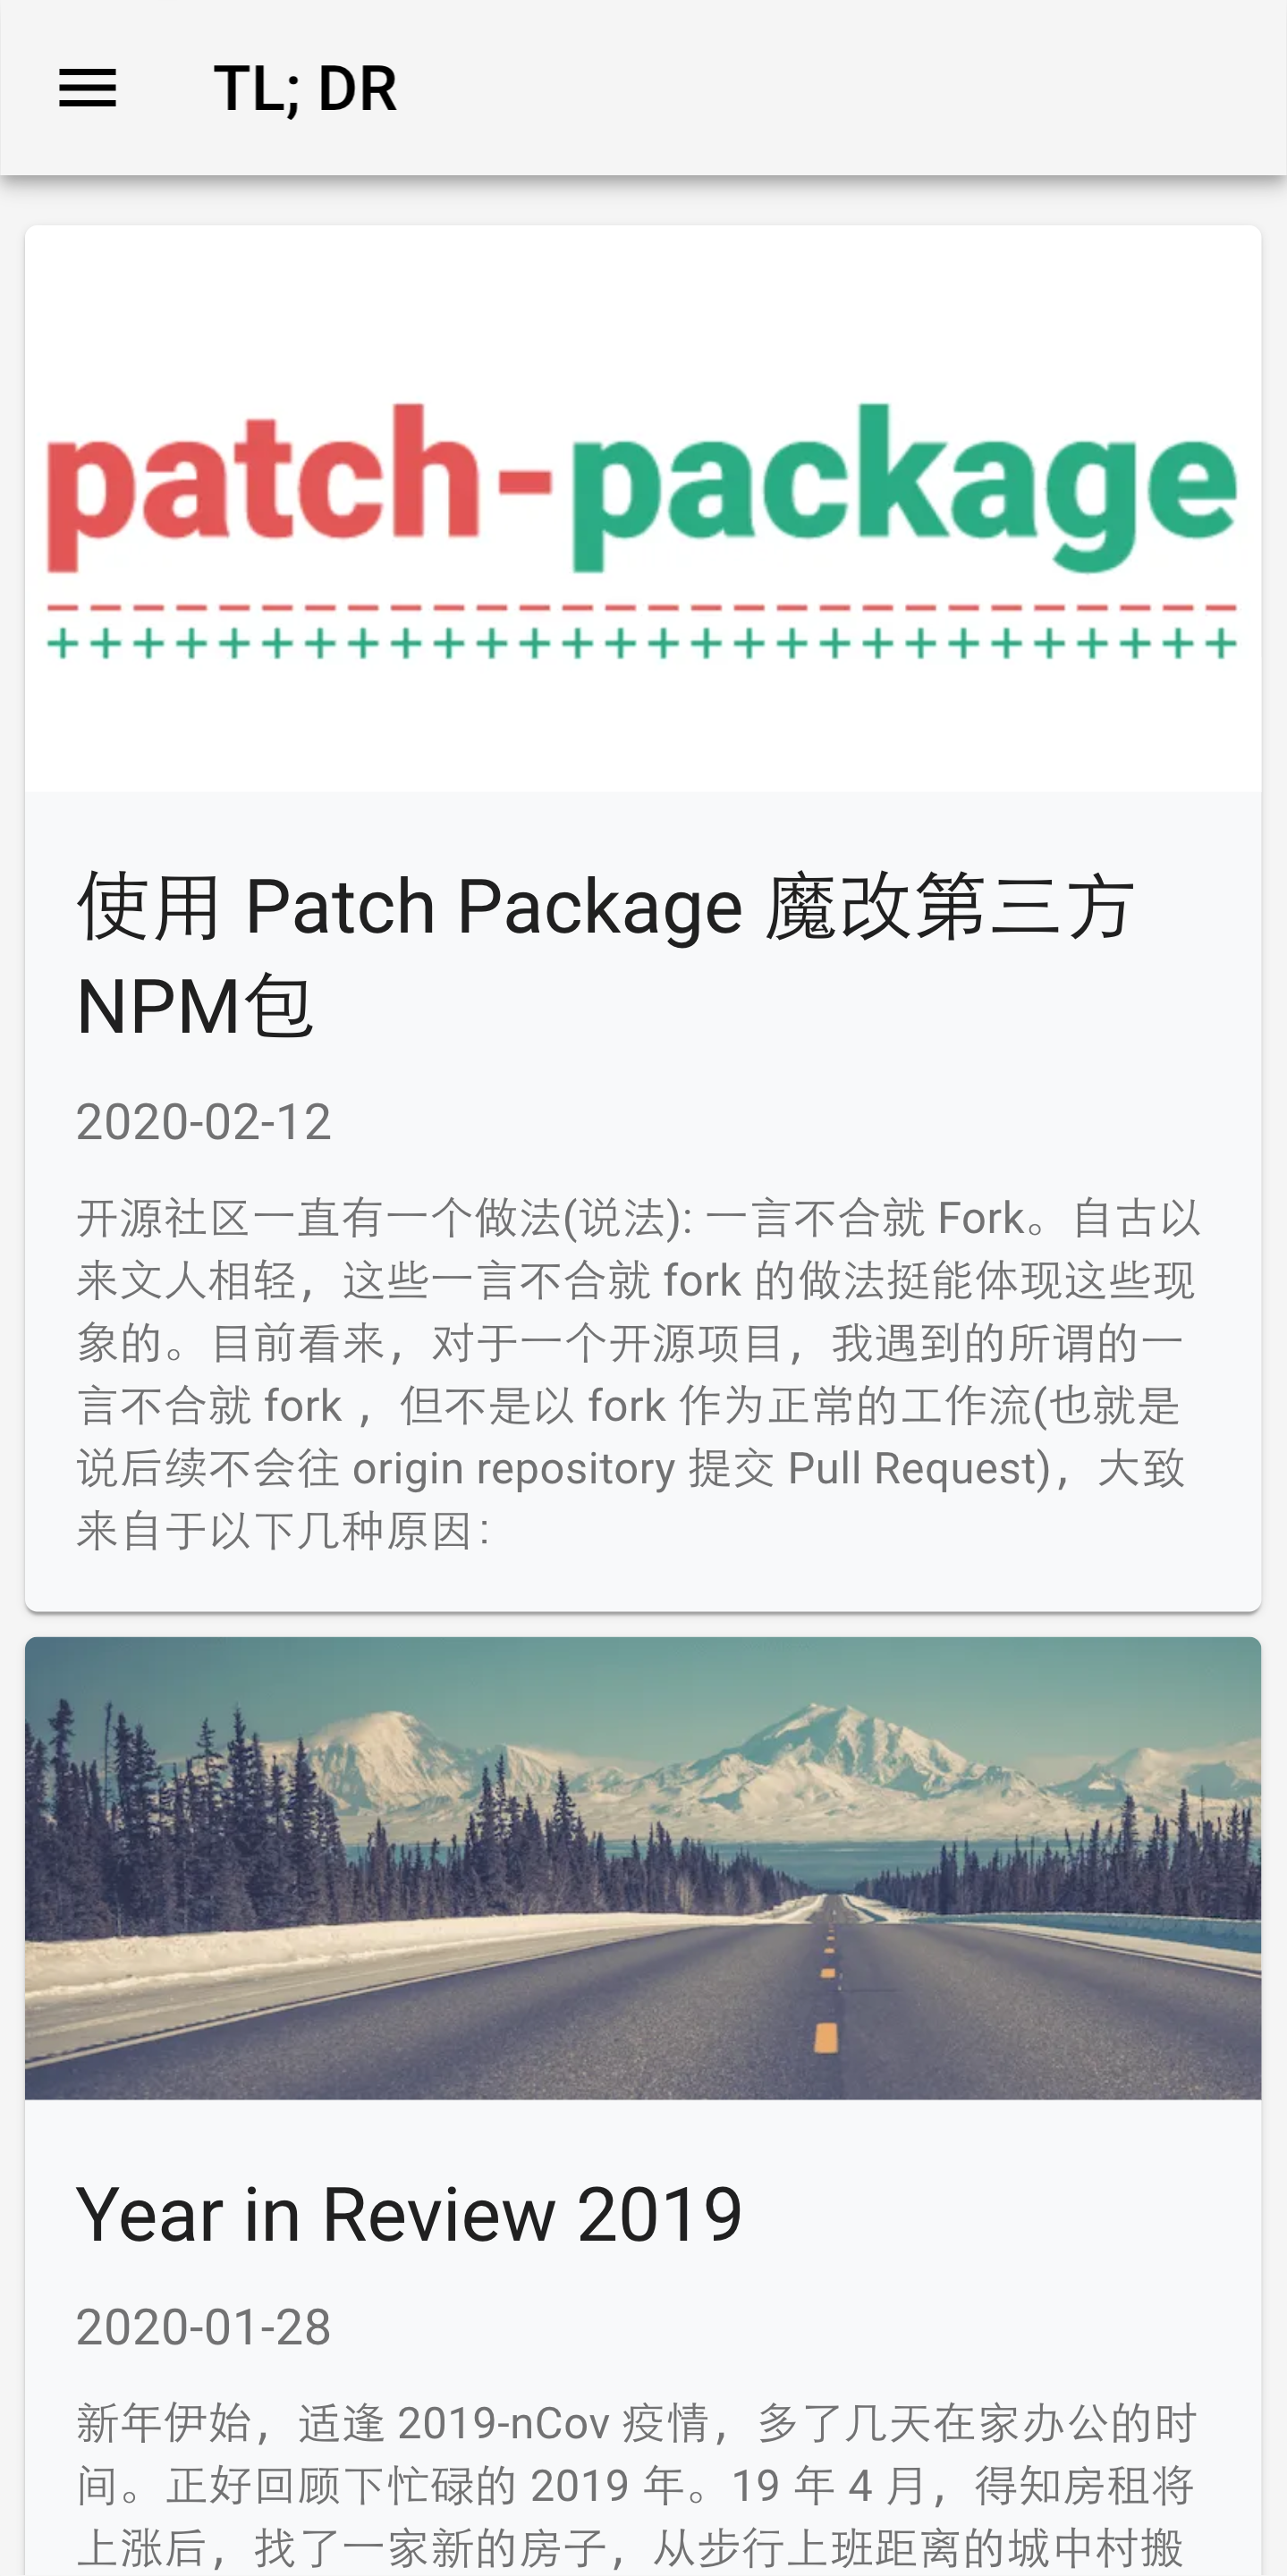 TL; DR
patch-package
使用 Patch Package 魔改第三方
NPM包
2020-02-12
开源社区一直有一个做法(说法): 一言不合就 Fork。自古以
来文人相轻，这些一言不合就 fork 的做法挺能体现这些现
象的。目前看来，对于一个开源项目，我遇到的所谓的一
言不合就 fork ，但不是以 fork 作为正常的工作流(也就是
说后续不会往 origin repository 提交 Pull Request)，大致
来自于以下几种原因：
Year in Review 2019
2020-01-28
新年伊始，适逢 2019-nCov 疫情，多了几天在家办公的时
间。正好回顾下忙碌的 2019 年。19 年 4 月，得知房租将
上涨后，找了一家新的房子，从步行上班距离的城中村搬